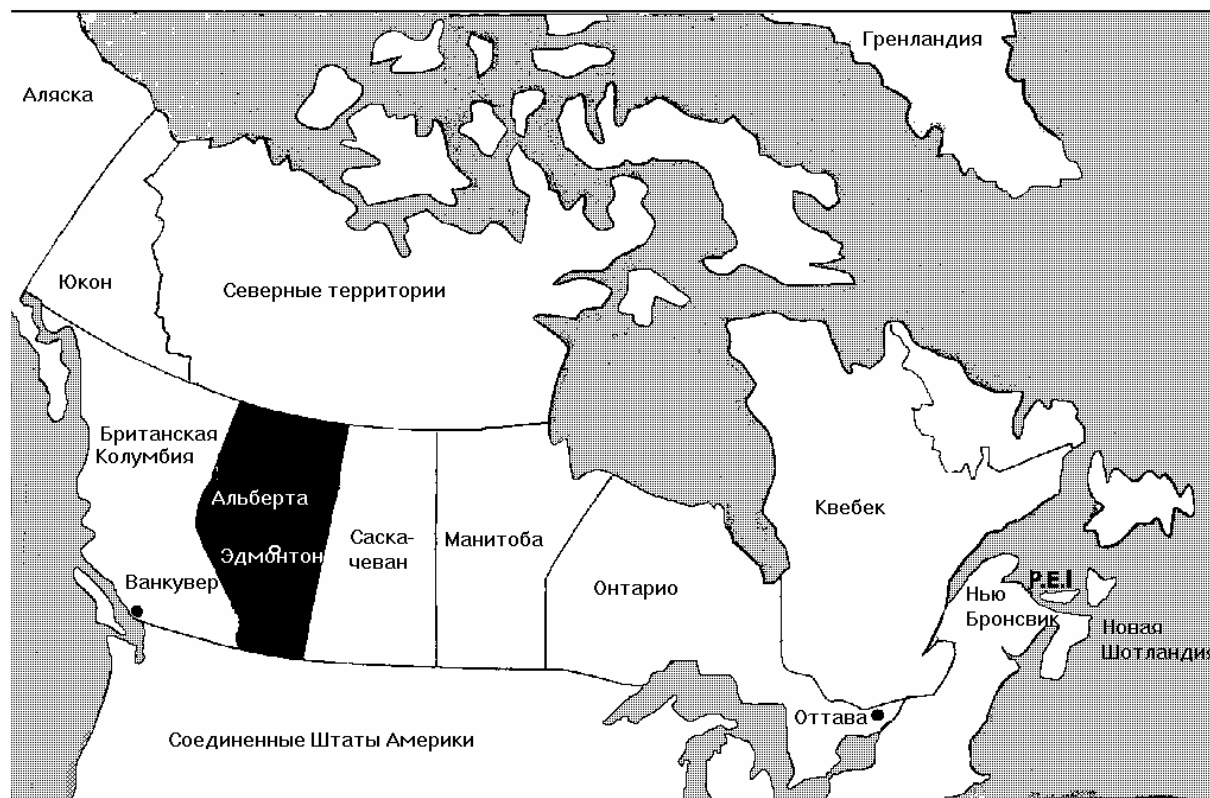 Гренландия
Аляска
Юкон
Северные территории
Британская
Колумбия
Альберта
Квебек
Саска-
чеван
Манитоба
Эдмонтон
Ванкувер
Онтарио
P.E.I
Нью
Бронсвик
Новая
Шотландия
Оттава
Соединенные Штаты Америки